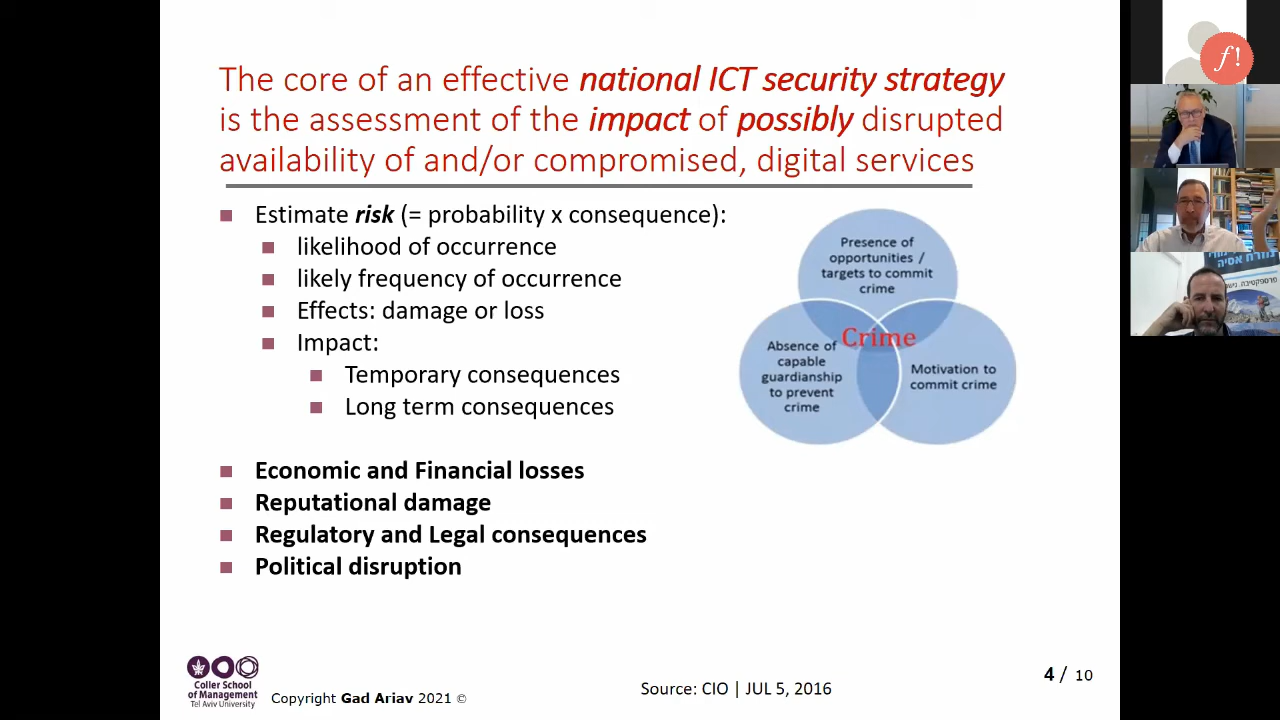 The core of an effective national ICT security strategy
is the assessment of the impact of possibly disrupted
availability of and/or compromised, digital services
Estimate risk (= probability x consequence):
likelihood of occurrence
likely frequency of occurrence
Effects: damage or loss
Impact:
Temporary consequences
Long term consequences
Economic and Financial losses
Reputational damage
Regulatory and Legal consequences
Political disruption
Presence of
opportunities /
targets to commit
crime
Crime
Absence of
capable
guardianship
to prevent
crime
Motivation to
commit crime
Coller School
of Management
Tel Aviv University
Copyright Gad Ariav 2021 ©
Source: CIO | JUL 5, 2016
4 / 10
f!